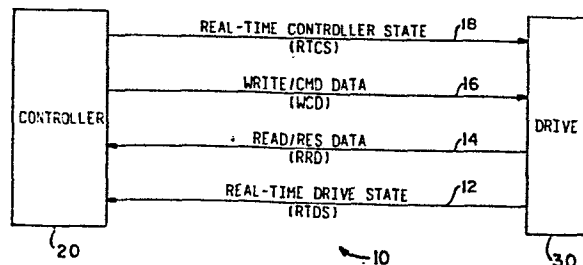 REAL-TIME CONTROLLER STATE 18
(RTCS)
WRITE/CMD DATA 16
(WCD)
CONTROLLER
DRIVE
READ/RES DATA 14
(RRD)
REAL-TIME DRIVE STATE 12
(RTDS)
20
10
30